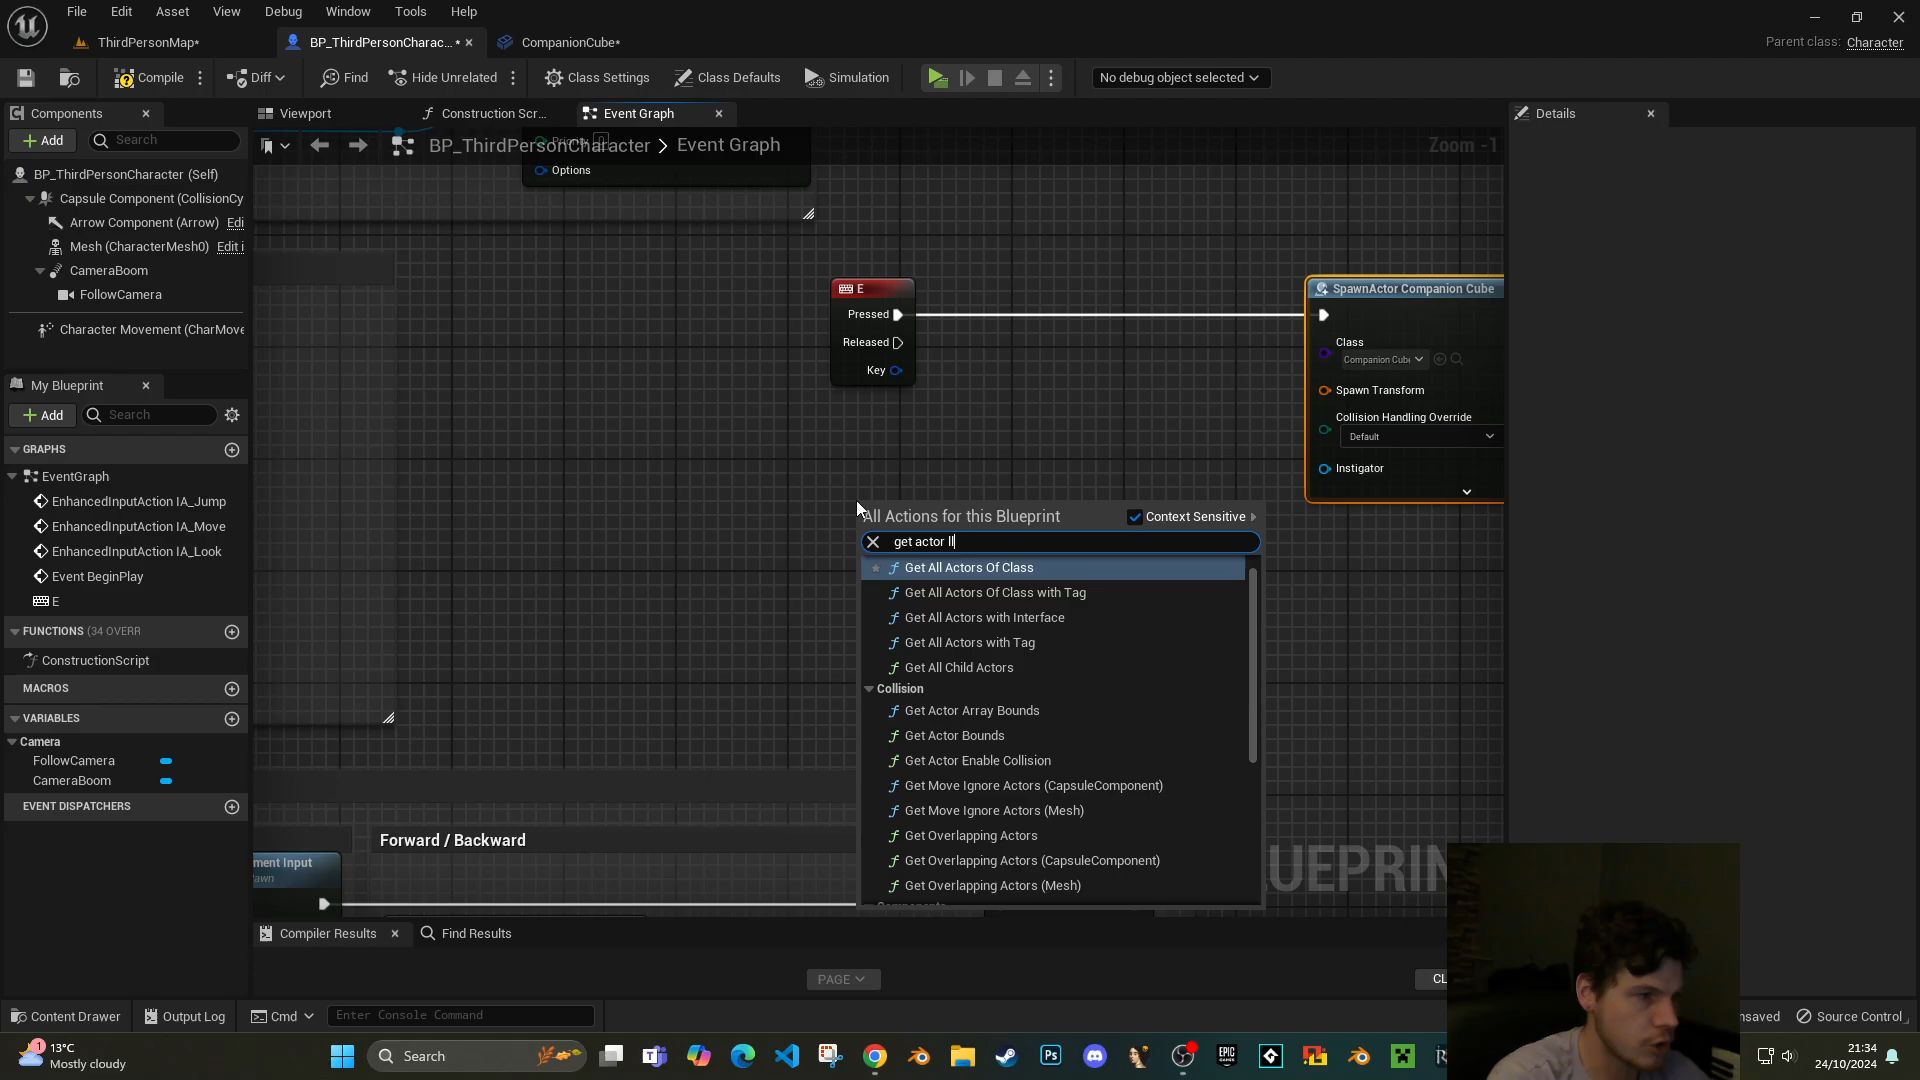 File Edit Asset View Debug Window Tools Help
ThirdPersonMap*
BP_ThirdPersonCharac... *
CompanionCube*
Parent class: Character
Compile
Diff
Find
Hide Unrelated
Class Settings
Class Defaults
Simulation
No debug object selected
Components
Viewport
Construction Scr...
Event Graph
Details
Add
Search
BP_ThirdPersonCharacter > Event Graph
Zoom -1
Options
BP_ThirdPersonCharacter (Self)
Capsule Component (CollisionCy
Arrow Component (Arrow) Edi
Mesh (CharacterMesh0) Edit i
CameraBoom
FollowCamera
Character Movement (CharMove
E
Pressed
Released
Key
SpawnActor Companion Cube
Class
Companion Cube
Spawn Transform
Collision Handling Override
Default
Instigator
My Blueprint
Add
Search
GRAPHS
EventGraph
EnhancedInputAction IA_Jump
EnhancedInputAction IA_Move
EnhancedInputAction IA_Look
Event BeginPlay
E
FUNCTIONS (34 OVERR
ConstructionScript
MACROS
VARIABLES
Camera
FollowCamera
CameraBoom
EVENT DISPATCHERS
All Actions for this Blueprint
Context Sensitive
get actor ll
Get All Actors Of Class
Get All Actors Of Class with Tag
Get All Actors with Interface
Get All Actors with Tag
Get All Child Actors
Collision
Get Actor Array Bounds
Get Actor Bounds
Get Actor Enable Collision
Get Move Ignore Actors (CapsuleComponent)
Get Move Ignore Actors (Mesh)
Get Overlapping Actors
Get Overlapping Actors (CapsuleComponent)
Get Overlapping Actors (Mesh)
Forward / Backward
ment Input
Compiler Results
Find Results
PAGE
CL
Content Drawer
Output Log
Cmd
Enter Console Command
nsaved
Source Control
1
13°C
Mostly cloudy
Search
Ps
EPIC
GAMES
21:34
24/10/2024